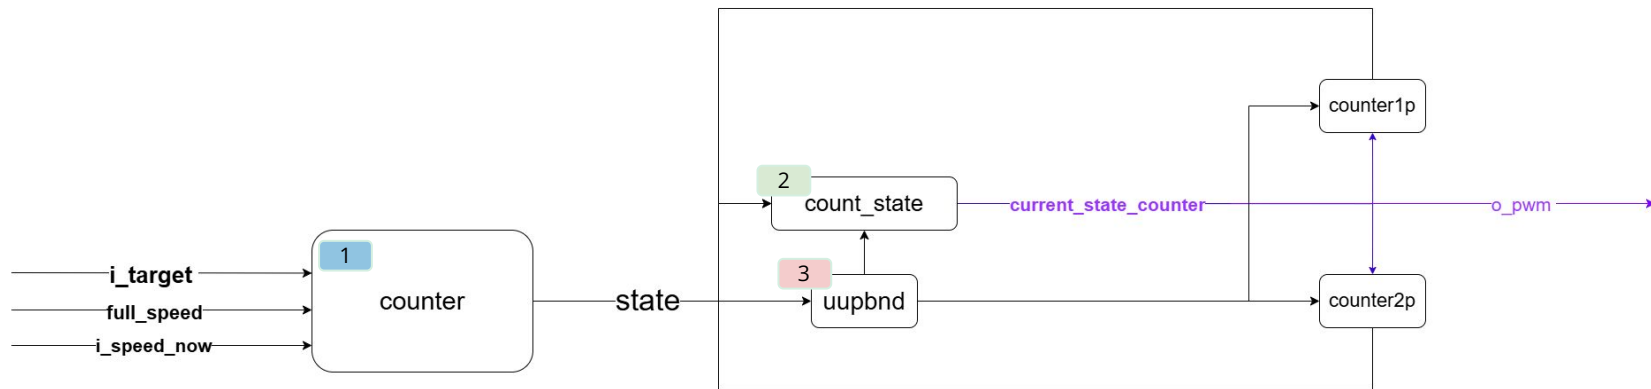 counter1p
2
count_state
current_state_counter
o_pwm
1
i_target
3
counter
state
uupbnd
counter2p
full_speed
i_speed_now